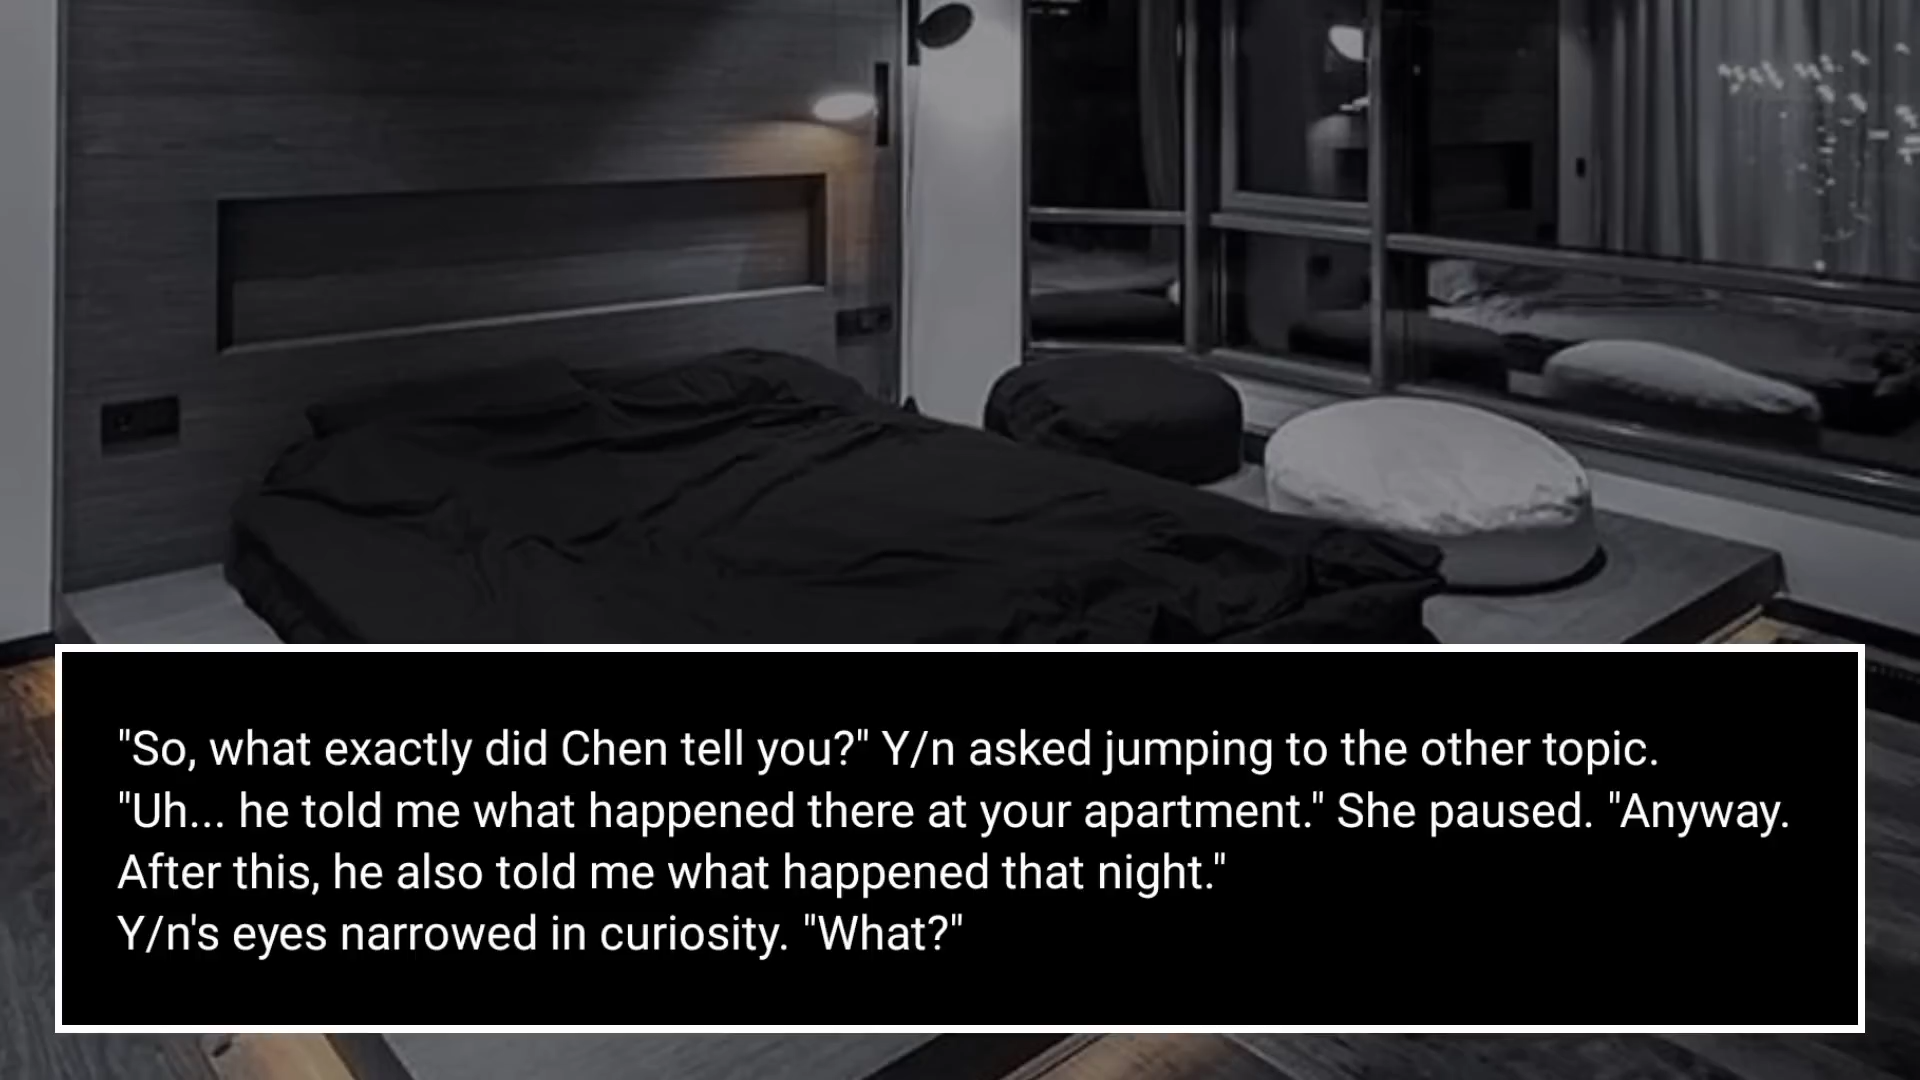 "So, what exactly did Chen tell you?" Y/n asked jumping to the other topic.
"Uh... he told me what happened there at your apartment." She paused. "Anyway.
After this, he also told me what happened that night."
Y/n's eyes narrowed in curiosity. "What?"